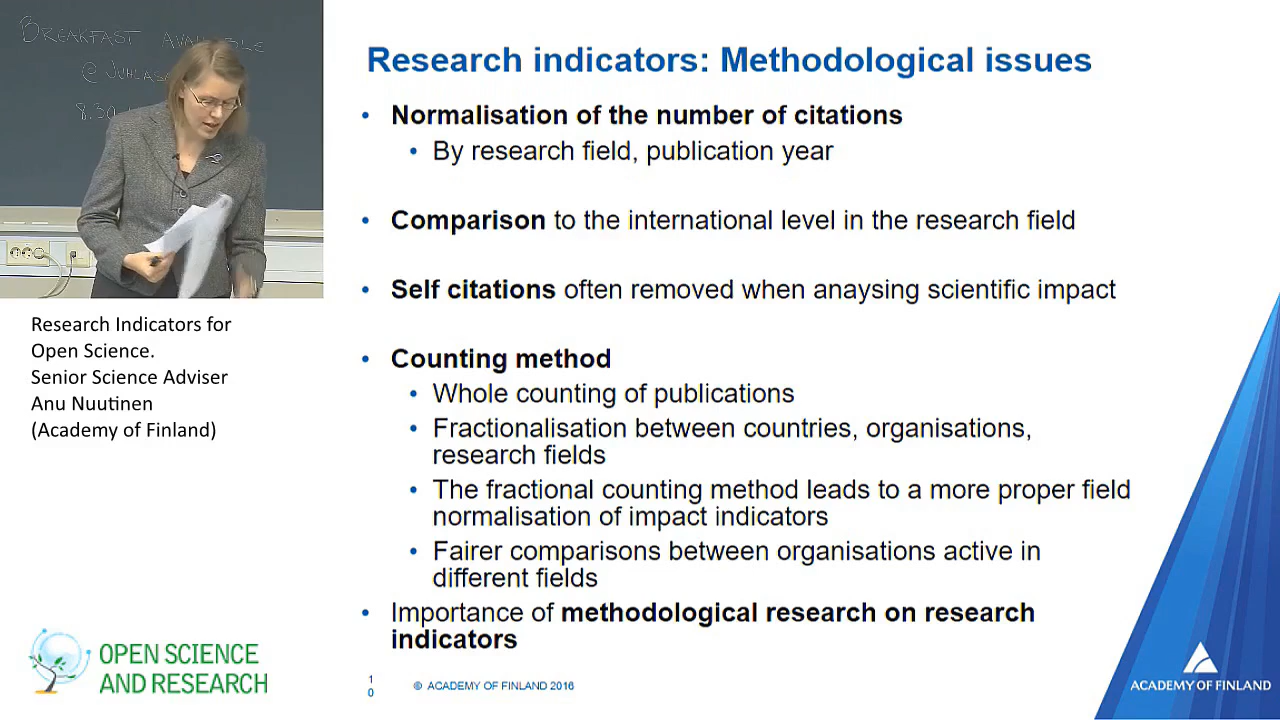 BREAKFAST AVAILABLE
@ JUHLASA
8.30
Research Indicators for
Open Science.
Senior Science Adviser
Anu Nuutinen
(Academy of Finland)
OPEN SCIENCE
AND RESEARCH
Research indicators: Methodological issues
• Normalisation of the number of citations
• By research field, publication year
• Comparison to the international level in the research field
• Self citations often removed when anaysing scientific impact
• Counting method
• Whole counting of publications
• Fractionalisation between countries, organisations,
research fields
• The fractional counting method leads to a more proper field
normalisation of impact indicators
• Fairer comparisons between organisations active in
different fields
• Importance of methodological research on research
indicators
1
0
© ACADEMY OF FINLAND 2016
ACADEMY OF FINLAND